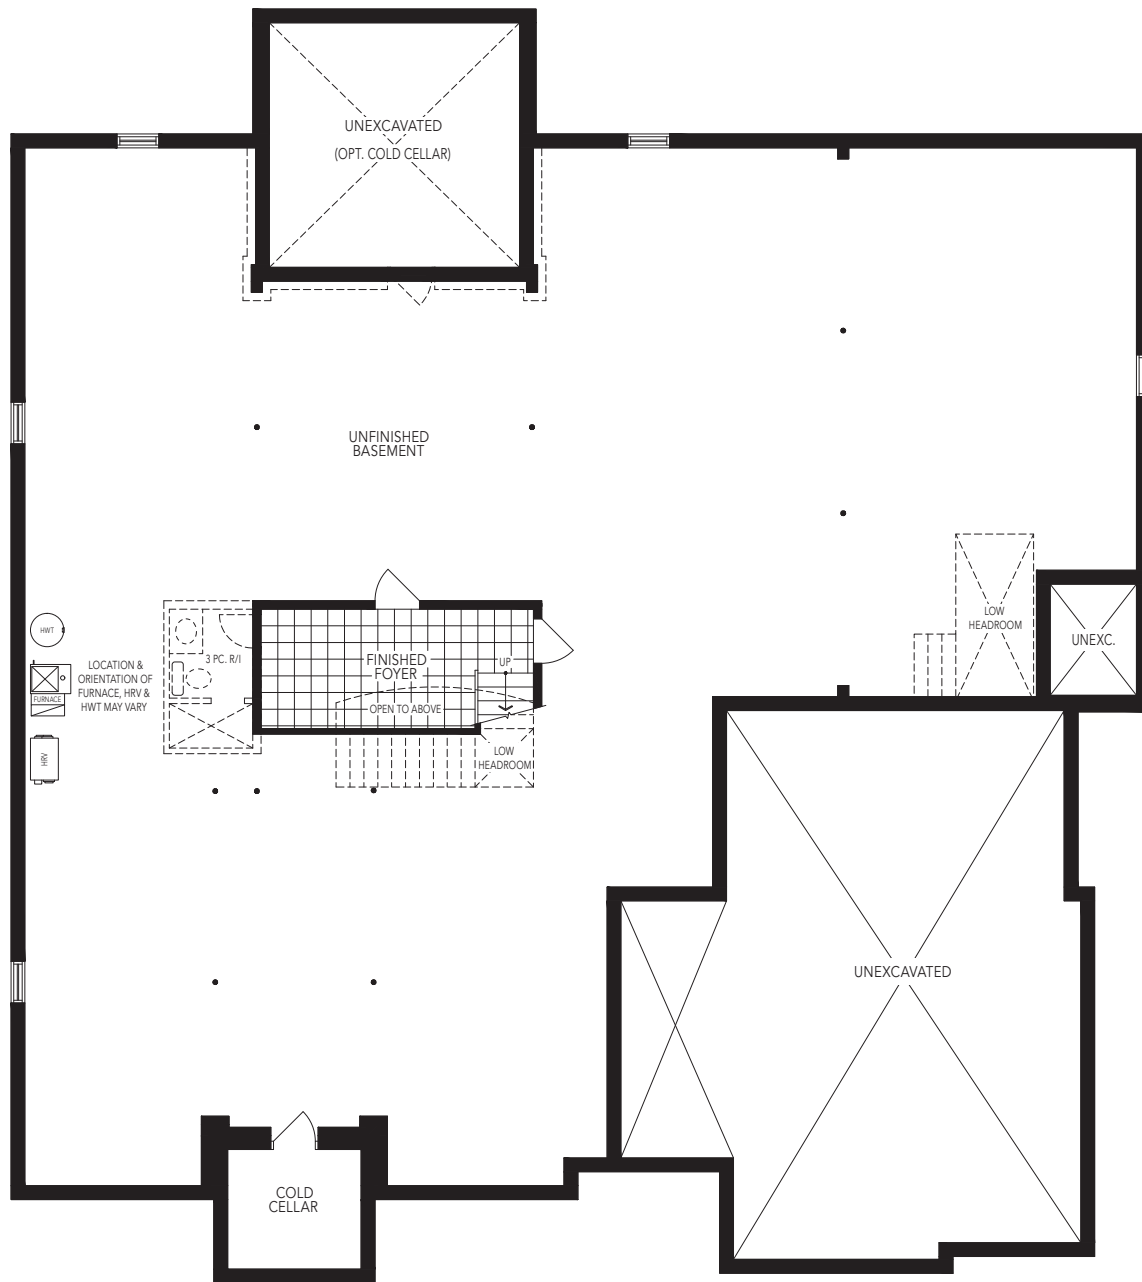 UNEXCAVATED
(OPT. COLD CELLAR)
UNFINISHED
BASEMENT
HWT
FURNACE
HRV
LOCATION &
ORIENTATION OF
FURNACE, HRV &
HWT MAY VARY
3 PC. R/I
FINISHED
FOYER
UP
OPEN TO ABOVE
LOW
HEADROOM
LOW
HEADROOM
UNEXC.
UNEXCAVATED
COLD
CELLAR